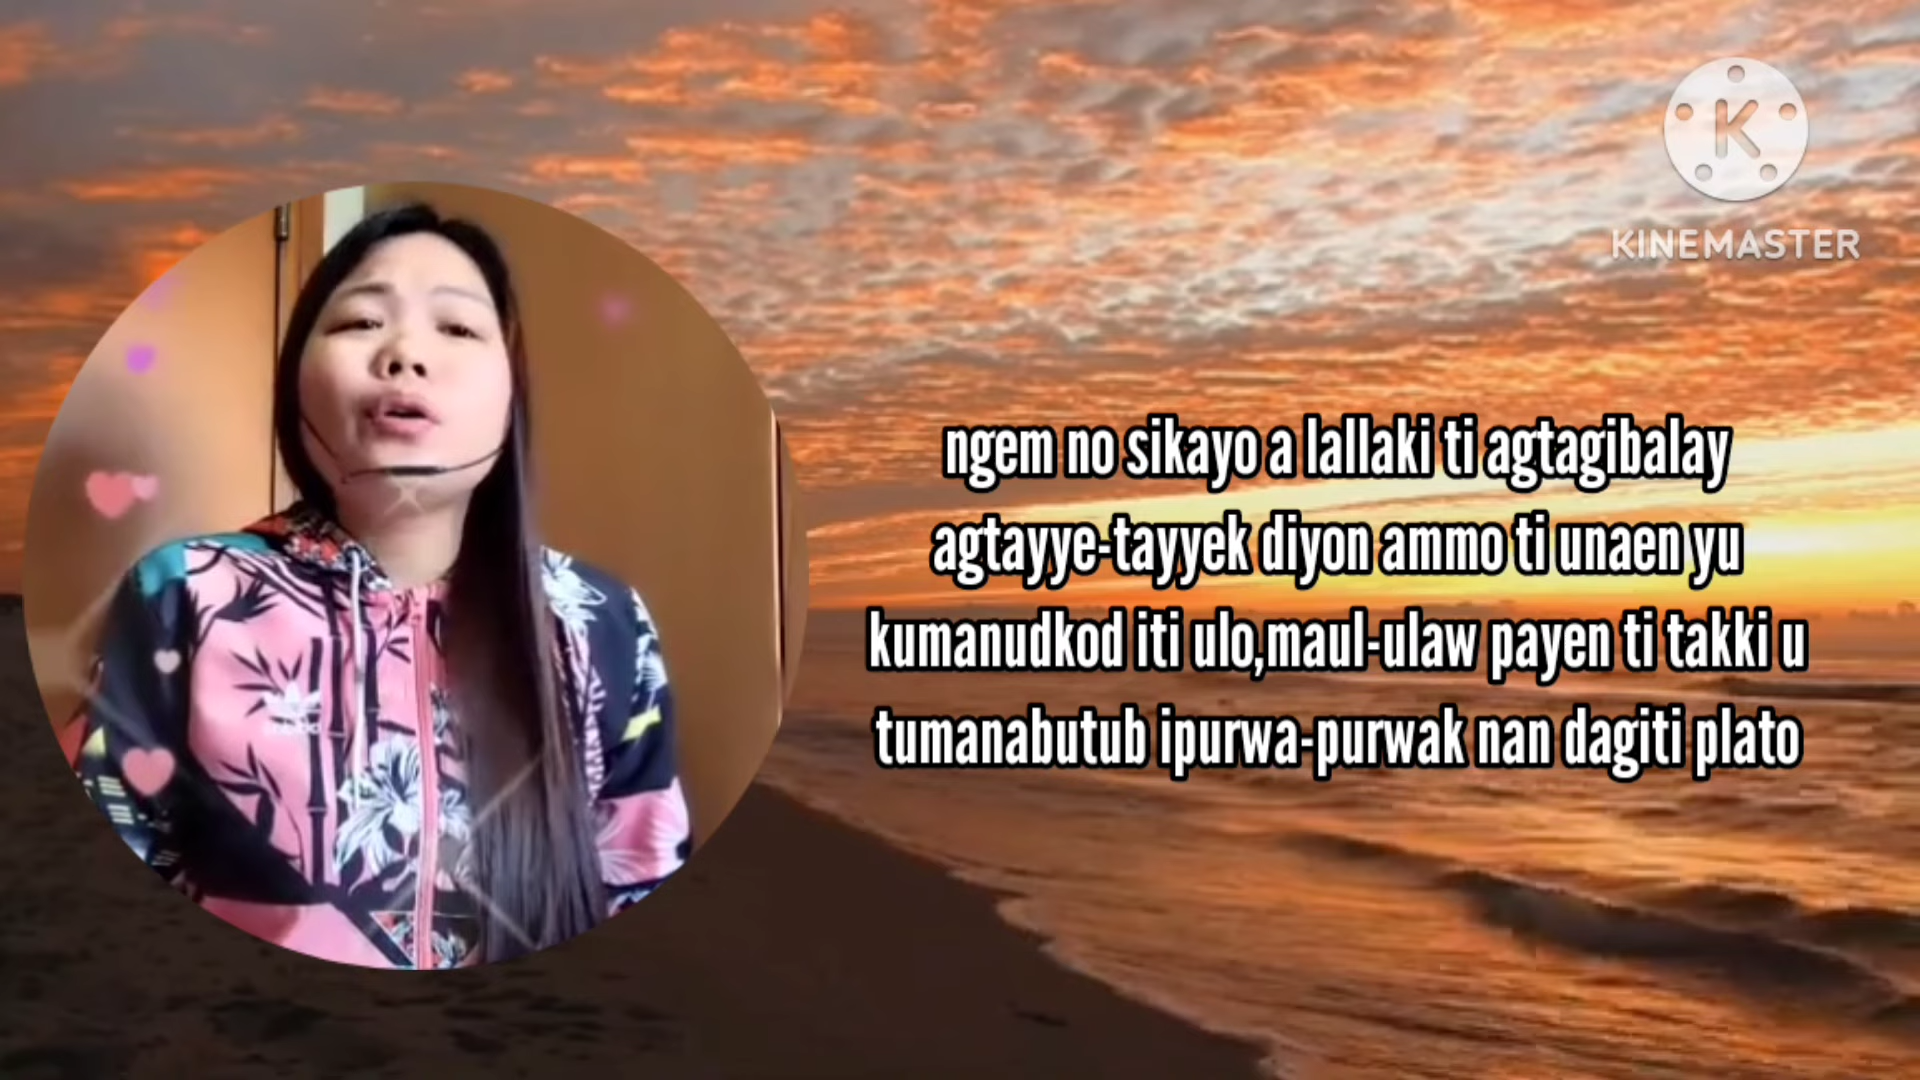 K
KINEMASTER
ngem no sikayo a lallaki ti agtagibalay
agtayye-tayyek diyon ammo ti unaen yu
kumanudkod iti ulo,maul-ulaw payen ti takki u
tumanabutub ipurwa-purwak nan dagiti plato